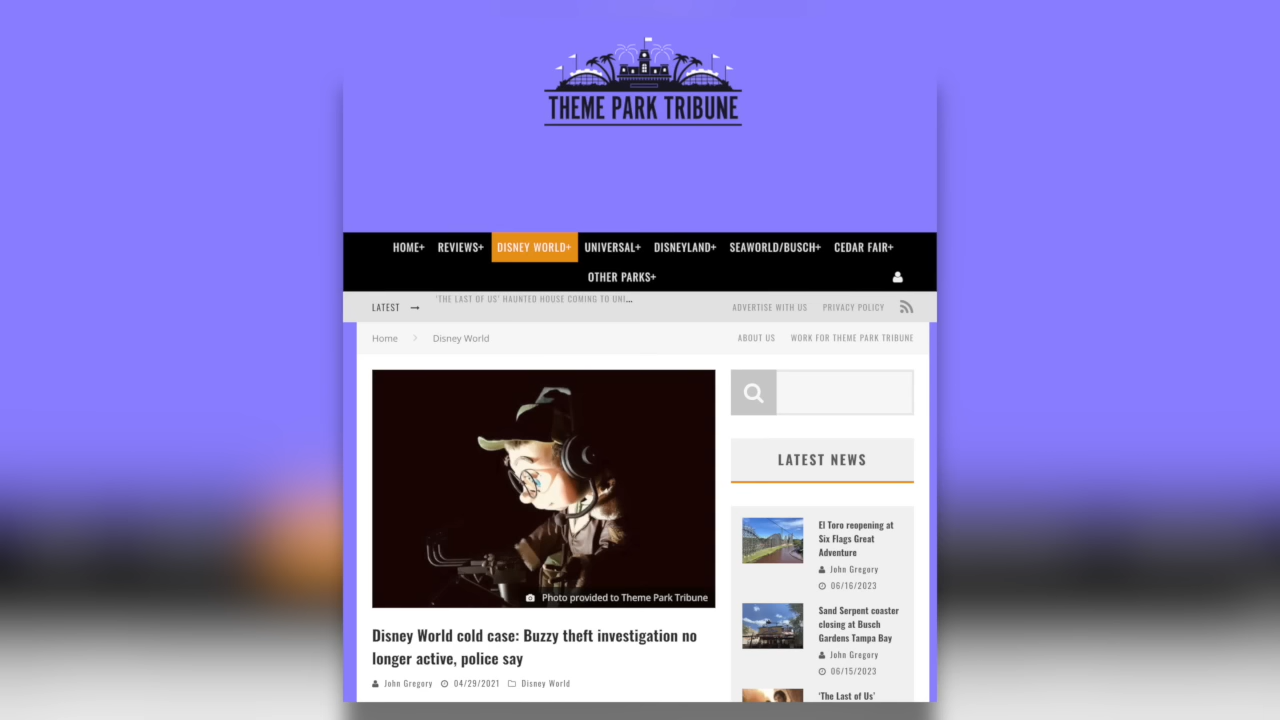 THEME PARK TRIBUNE
HOME+ REVIEWS+ DISNEY WORLD+ UNIVERSAL+ DISNEYLAND+ SEAWORLD/BUSCH+ CEDAR FAIR+
OTHER PARKS+
LATEST → 'THE LAST OF US' HAUNTED HOUSE COMING TO UNI... ADVERTISE WITH US PRIVACY POLICY
Home > Disney World ABOUT US WORK FOR THEME PARK TRIBUNE
Photo provided to Theme Park Tribune
Disney World cold case: Buzzy theft investigation no
longer active, police say
John Gregory 04/29/2021 Disney World
LATEST NEWS
El Toro reopening at
Six Flags Great
Adventure
John Gregory
06/16/2023
Sand Serpent coaster
closing at Busch
Gardens Tampa Bay
John Gregory
06/15/2023
'The Last of Us'